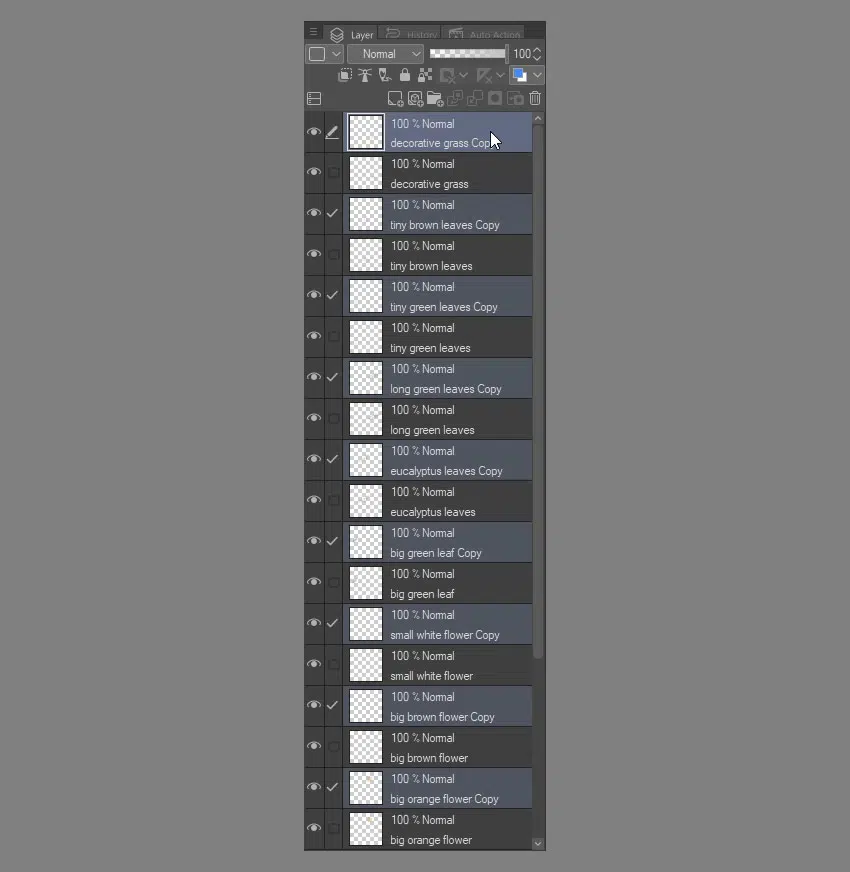 Layer History Auto Action
Normal 100
100 % Normal
decorative grass Cop
100 % Normal
decorative grass
100 % Normal
tiny brown leaves Copy
100 % Normal
tiny brown leaves
100 % Normal
tiny green leaves Copy
100 % Normal
tiny green leaves
100 % Normal
long green leaves Copy
100 % Normal
long green leaves
100 % Normal
eucalyptus leaves Copy
100 % Normal
eucalyptus leaves
100 % Normal
big green leaf Copy
100 % Normal
big green leaf
100 % Normal
small white flower Copy
100 % Normal
small white flower
100 % Normal
big brown flower Copy
100 % Normal
big brown flower
100 % Normal
big orange flower Copy
100 % Normal
big orange flower